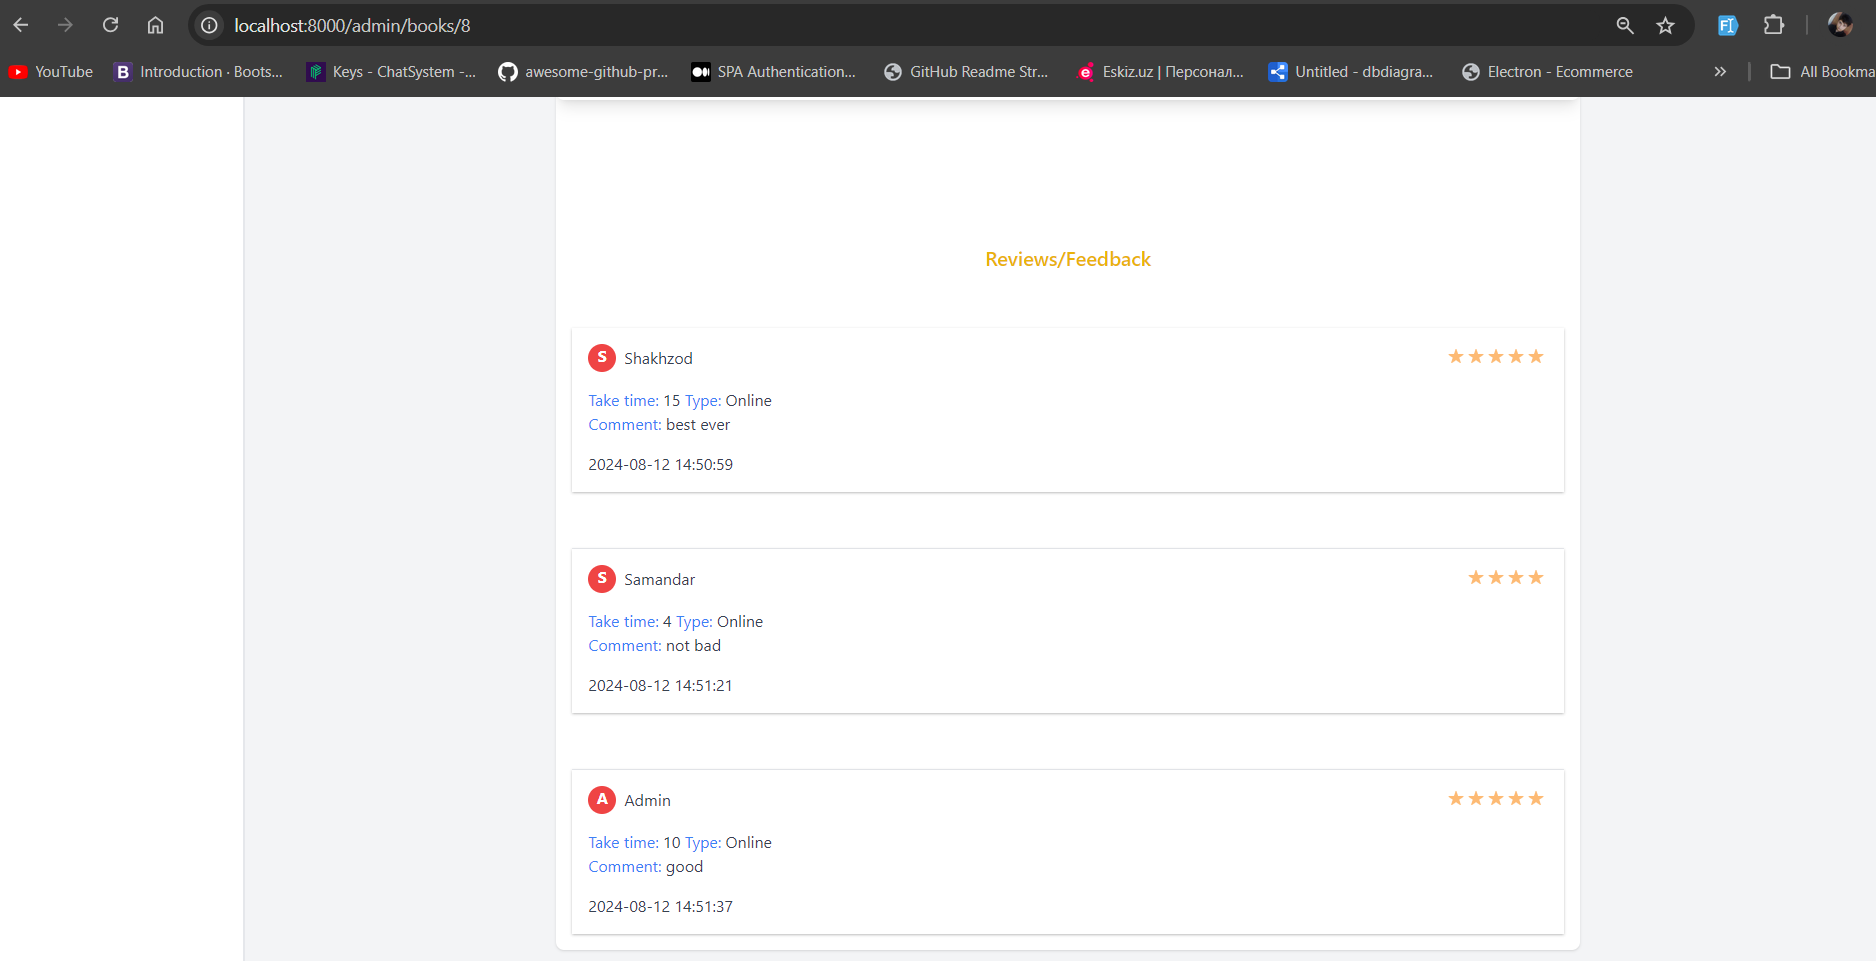 localhost:8000/admin/books/8
YouTube
B Introduction · Boots...
Keys - ChatSystem -...
awesome-github-pr...
SPA Authentication...
GitHub Readme Str...
e Eskiz.uz | Персонал...
Untitled - dbdiagra...
Electron - Ecommerce
All Bookma
Reviews/Feedback
S Shakhzod
Take time: 15 Type: Online
Comment: best ever
2024-08-12 14:50:59
S Samandar
Take time: 4 Type: Online
Comment: not bad
2024-08-12 14:51:21
A Admin
Take time: 10 Type: Online
Comment: good
2024-08-12 14:51:37